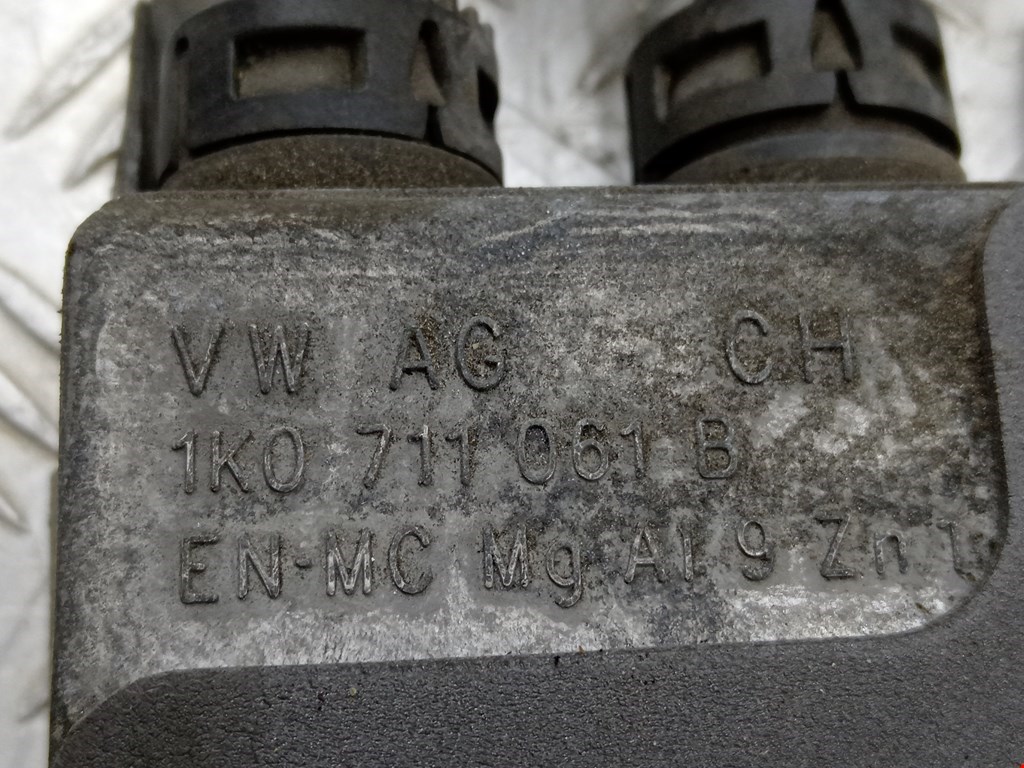 VW AG CH
1K0 711 061 B
EN-MC Mg Al 9 Zn 1